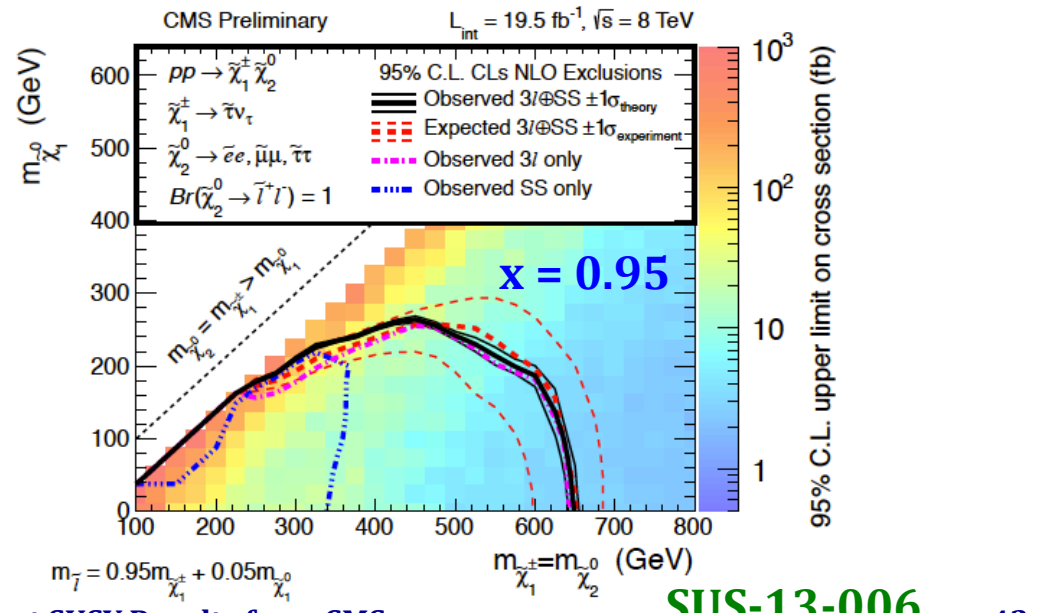 CMS Preliminary
L_int = 19.5 fb⁻¹, √s = 8 TeV
m_χ̃₁⁰ (GeV)
600
500
400
300
200
100
0
pp → χ̃₁± χ̃₂⁰
χ̃₁± → τ̃ν_τ
χ̃₂⁰ → ẽe, μ̃μ, τ̃τ
Br(χ̃₂⁰ → l̃⁺l⁻) = 1
95% C.L. CLs NLO Exclusions
Observed 3l⊕SS ±1σ_theory
Expected 3l⊕SS ±1σ_experiment
Observed 3l only
Observed SS only
m_χ̃₂⁰ = m_χ̃₁± > m_χ̃₁⁰
x = 0.95
100 200 300 400 500 600 700 800
m_χ̃₁± = m_χ̃₂⁰ (GeV)
10³
10²
10
1
95% C.L. upper limit on cross section (fb)
m_l̃ = 0.95m_χ̃₁± + 0.05m_χ̃₁⁰
SUSY Results from CMS
SUS-13-006